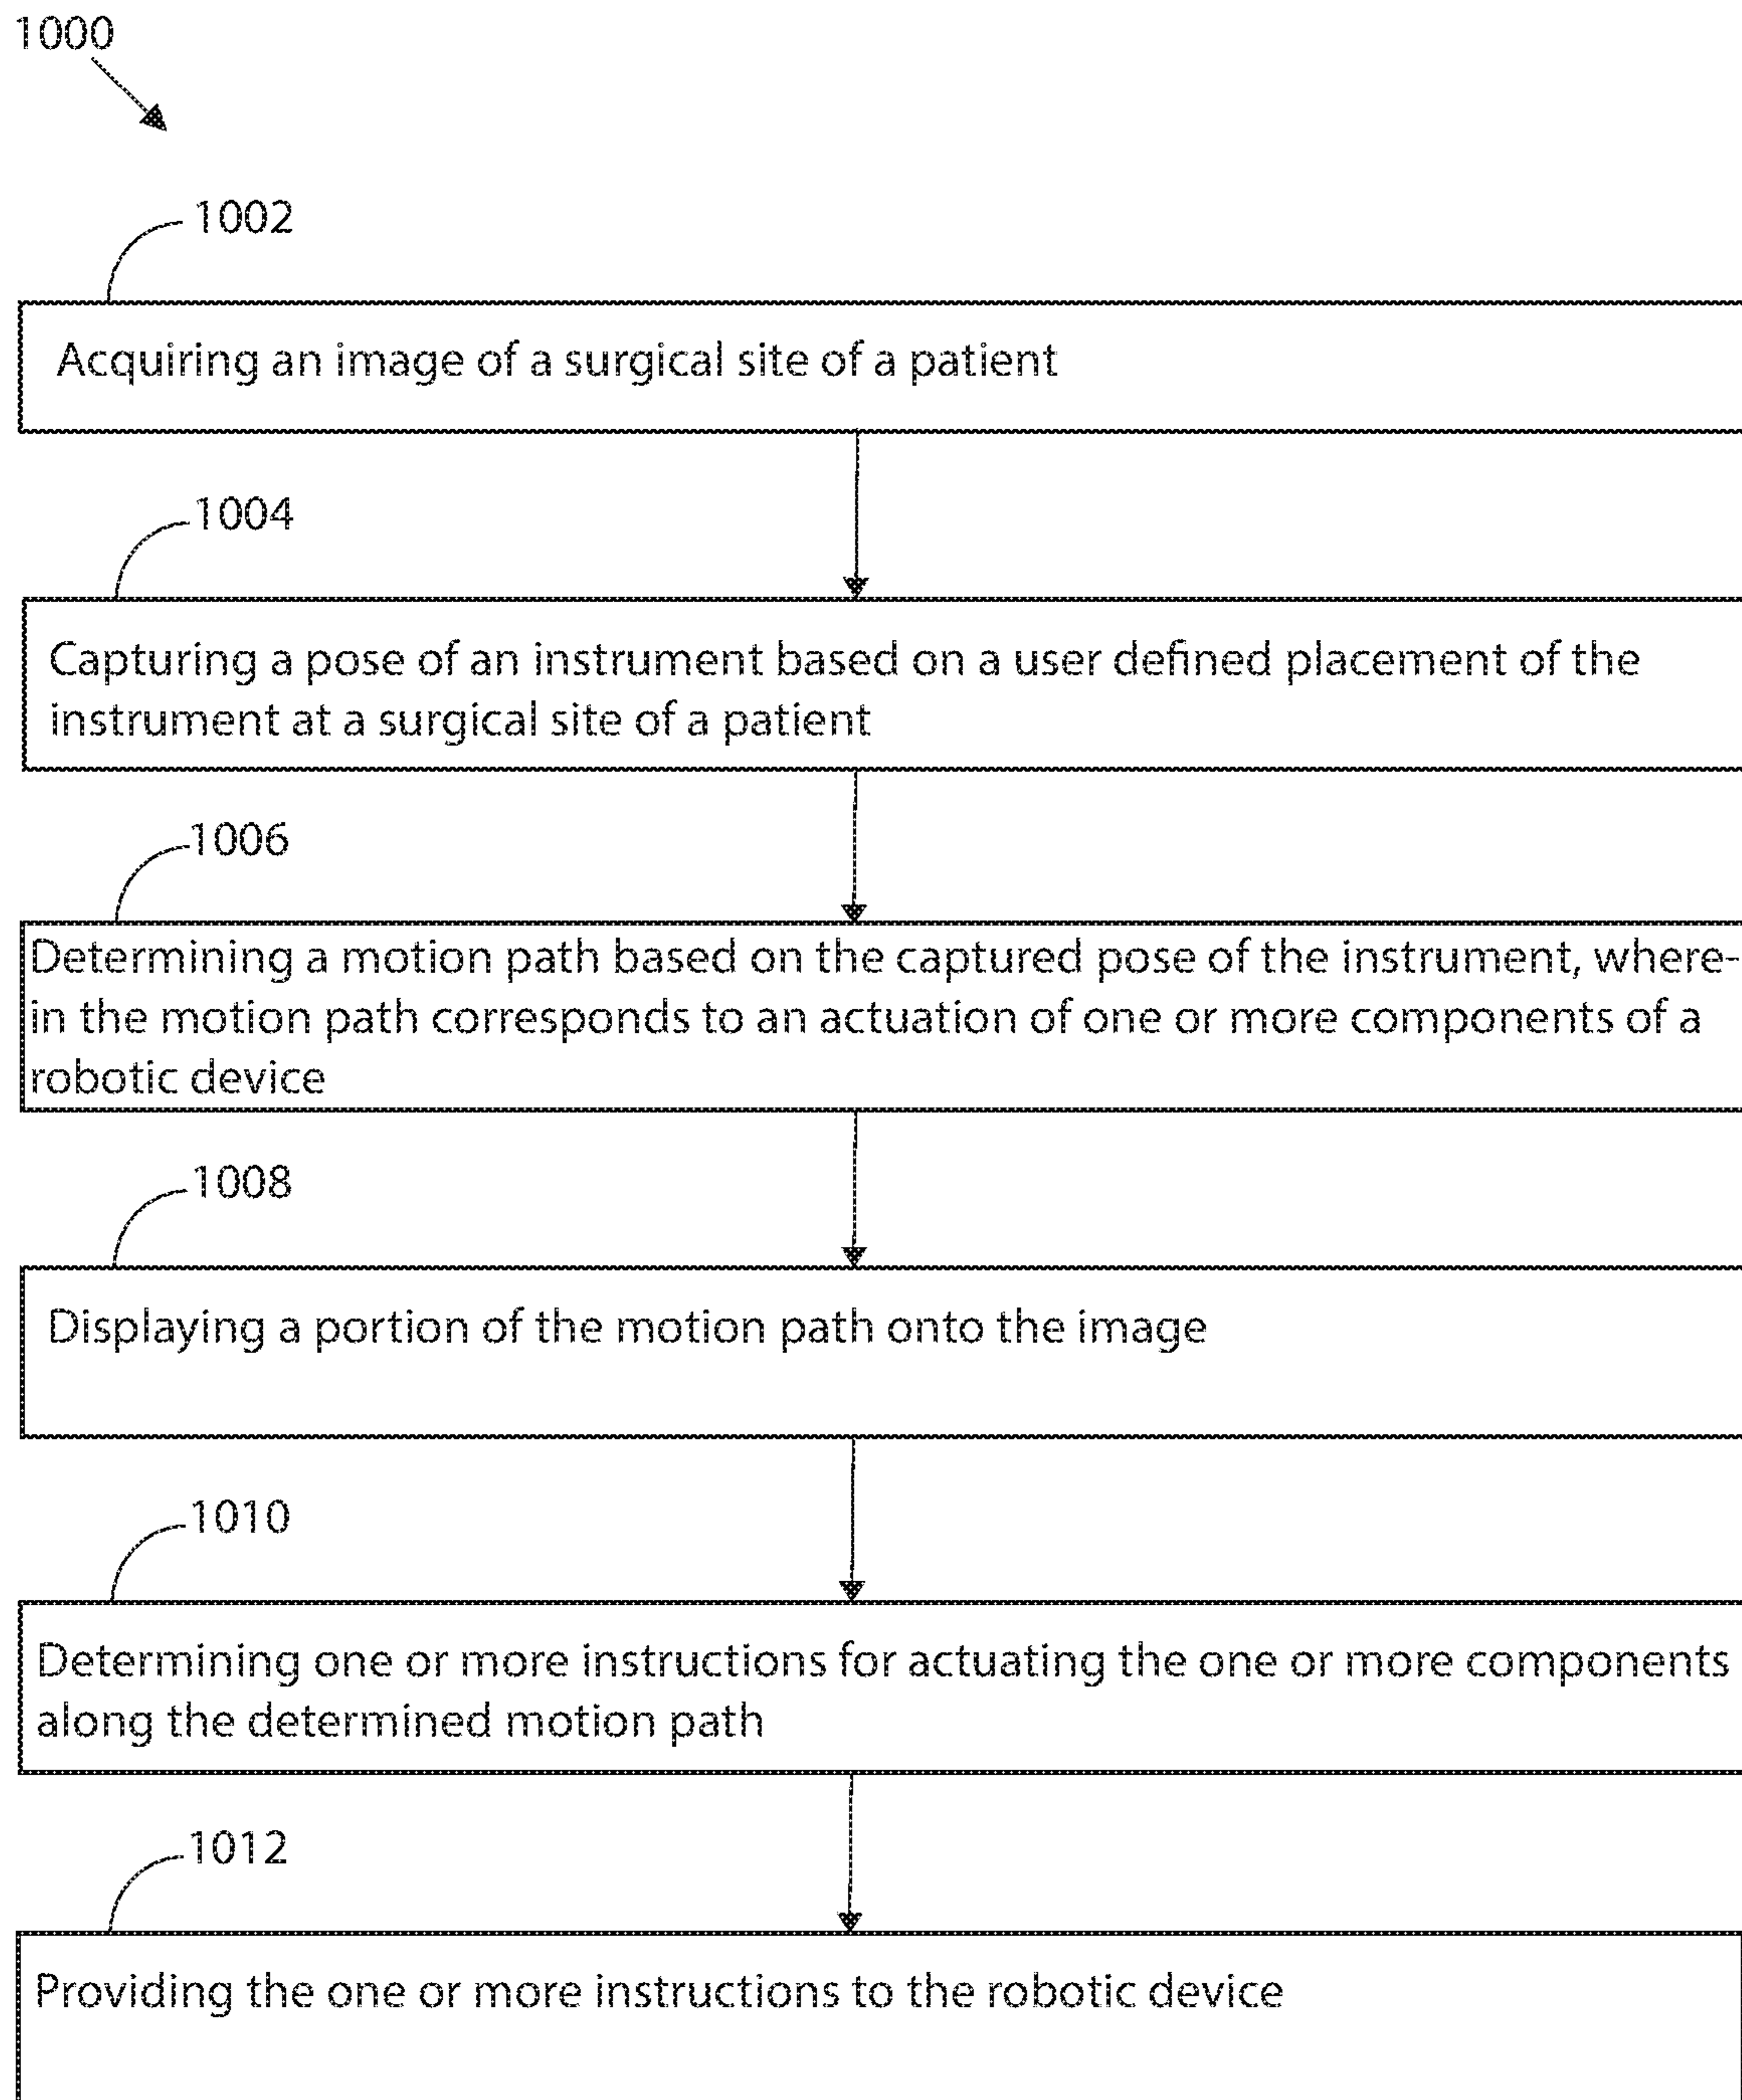 1000
1002
Acquiring an image of a surgical site of a patient
1004
Capturing a pose of an instrument based on a user defined placement of the
instrument at a surgical site of a patient
1006
Determining a motion path based on the captured pose of the instrument, where-
in the motion path corresponds to an actuation of one or more components of a
robotic device
1008
Displaying a portion of the motion path onto the image
1010
Determining one or more instructions for actuating the one or more components
along the determined motion path
1012
Providing the one or more instructions to the robotic device